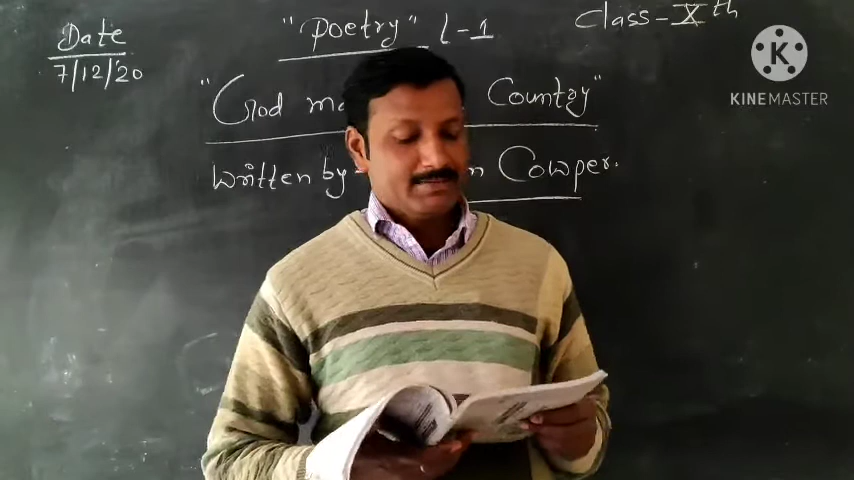 Date
7/12/'20
"Poetry" L-1
Class-Xth
"God ma Country"
Written by n Cowper.
K
KINEMASTER